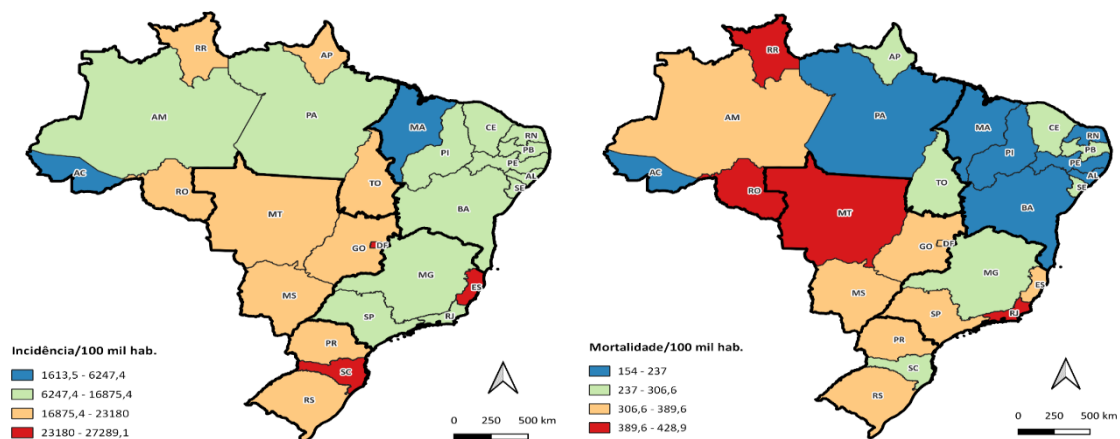 RR
AP
AM
PA
MA
CE
RN
PB
PE
AL
SE
PI
AC
RO
TO
MT
BA
GO
DF
MG
ES
MS
SP
RJ
PR
SC
RS
Incidência/100 mil hab.
1613,5 - 6247,4
6247,4 - 16875,4
16875,4 - 23180
23180 - 27289,1
0 250 500 km
RR
AP
AM
PA
MA
CE
RN
PB
PE
AL
SE
PI
AC
RO
TO
MT
BA
GO
DF
MG
ES
MS
SP
RJ
PR
SC
RS
Mortalidade/100 mil hab.
154 - 237
237 - 306,6
306,6 - 389,6
389,6 - 428,9
0 250 500 km